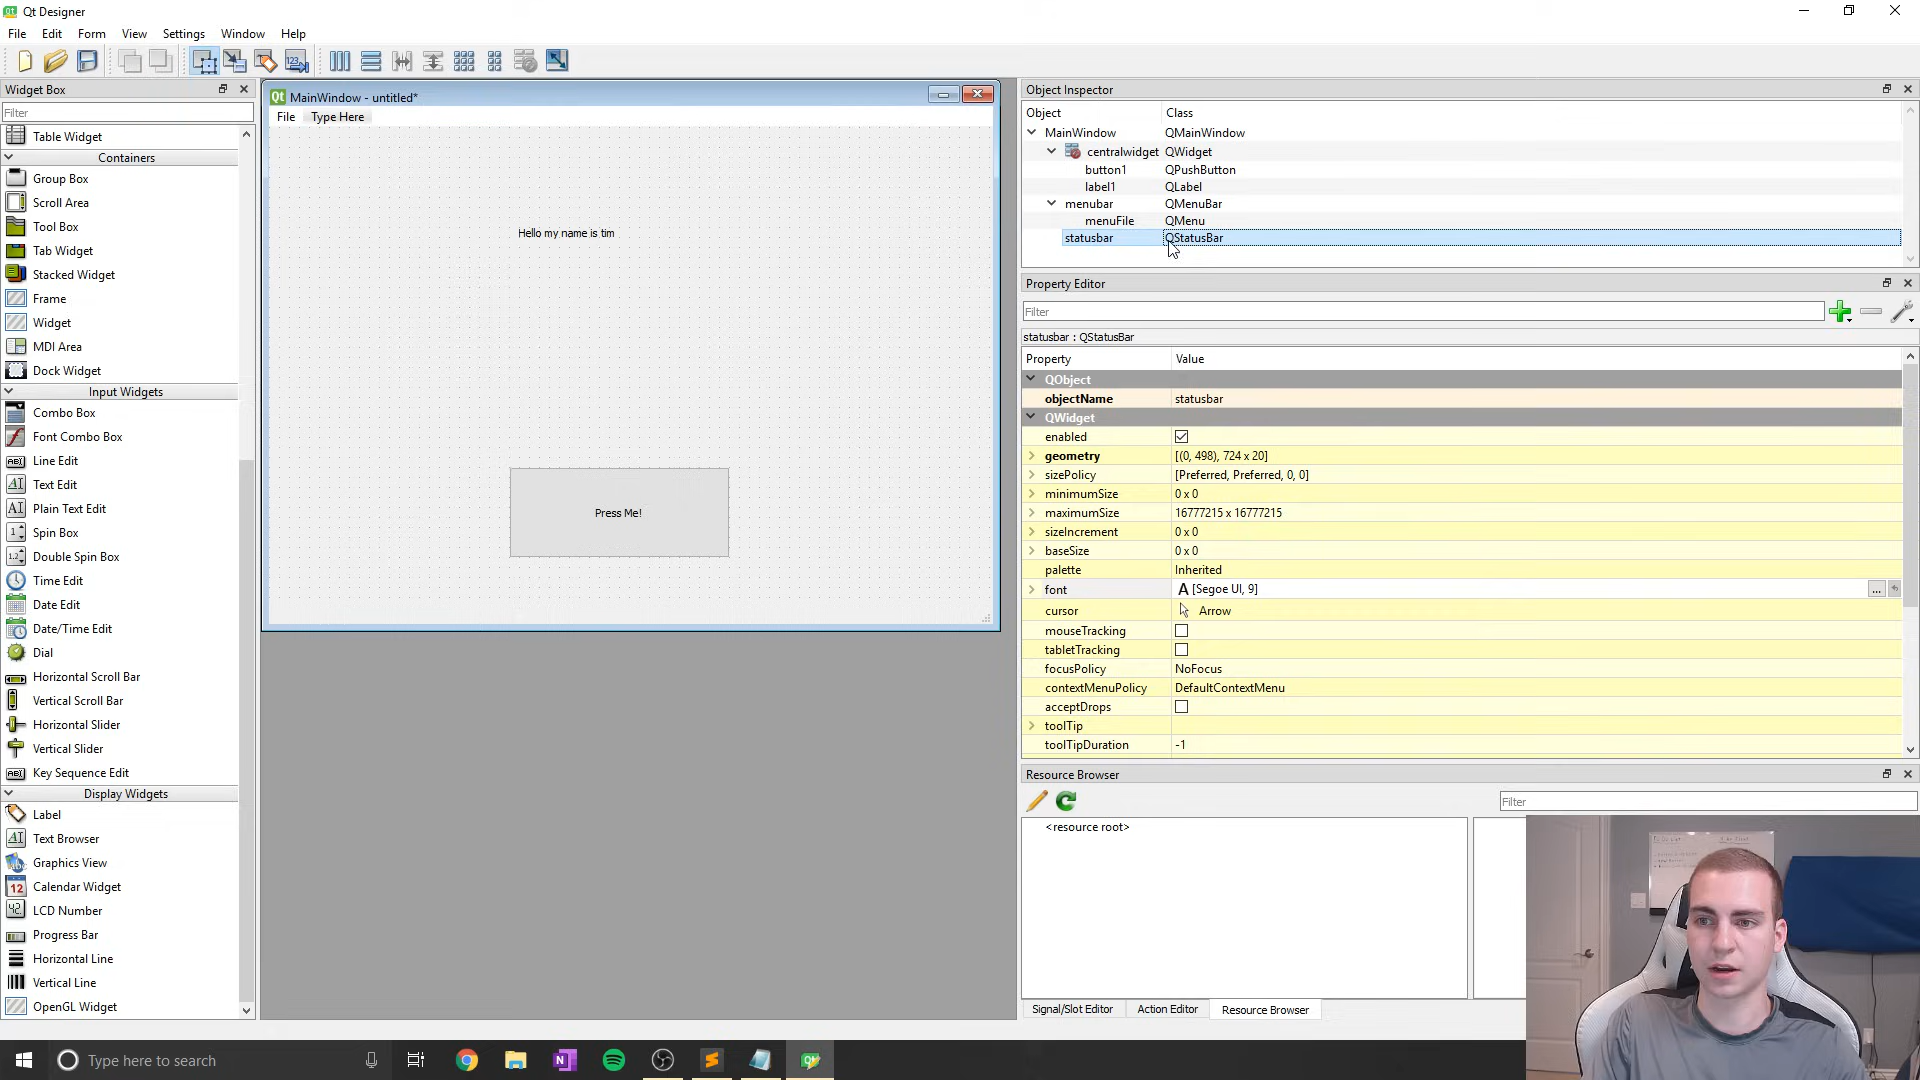 Qt Designer
File Edit Form View Settings Window Help
Widget Box
Filter
Table Widget
Containers
Group Box
Scroll Area
Tool Box
Tab Widget
Stacked Widget
Frame
Widget
MDI Area
Dock Widget
Input Widgets
Combo Box
Font Combo Box
Line Edit
Text Edit
Plain Text Edit
Spin Box
Double Spin Box
Time Edit
Date Edit
Date/Time Edit
Dial
Horizontal Scroll Bar
Vertical Scroll Bar
Horizontal Slider
Vertical Slider
Key Sequence Edit
Display Widgets
Label
Text Browser
Graphics View
Calendar Widget
LCD Number
Progress Bar
Horizontal Line
Vertical Line
OpenGL Widget
MainWindow - untitled*
File Type Here
Hello my name is tim
Press Me!
Object Inspector
Object Class
MainWindow QMainWindow
centralwidget QWidget
button1 QPushButton
label1 QLabel
menubar QMenuBar
menuFile QMenu
statusbar QStatusBar
Property Editor
Filter
statusbar : QStatusBar
Property Value
QObject
objectName statusbar
QWidget
enabled
geometry [(0, 498), 724 x 20]
sizePolicy [Preferred, Preferred, 0, 0]
minimumSize 0 x 0
maximumSize 16777215 x 16777215
sizeIncrement 0 x 0
baseSize 0 x 0
palette Inherited
font A [Segoe UI, 9] ...
cursor Arrow
mouseTracking
tabletTracking
focusPolicy NoFocus
contextMenuPolicy DefaultContextMenu
acceptDrops
toolTip
toolTipDuration -1
Resource Browser
Filter
<resource root>
Signal/Slot Editor Action Editor Resource Browser
Type here to search